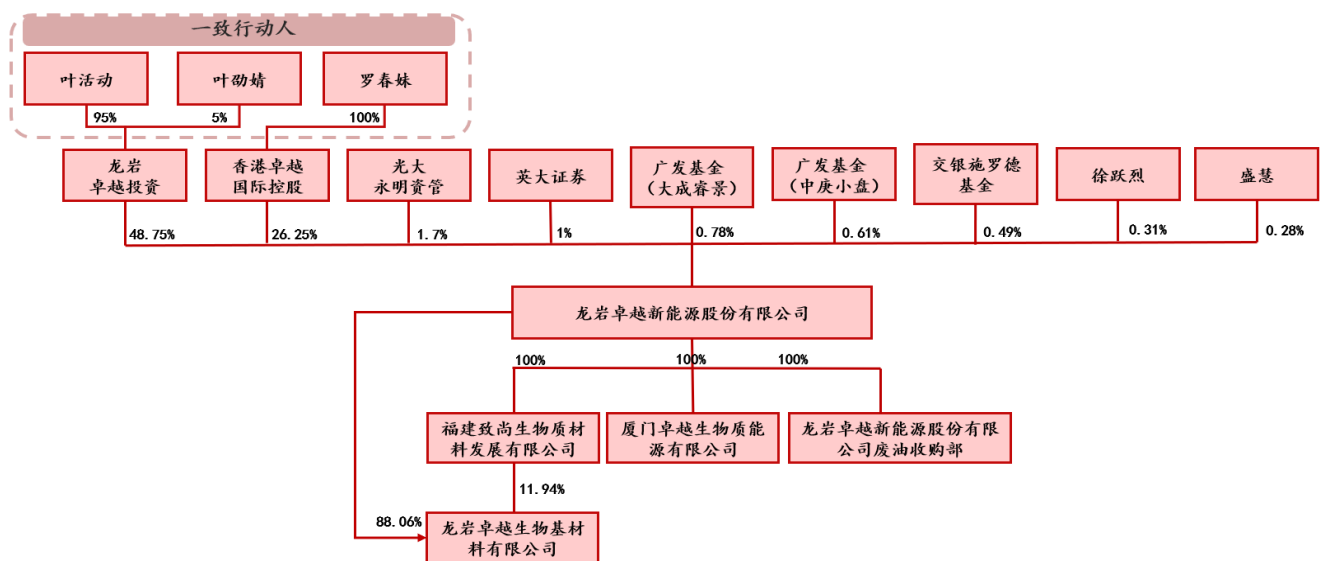 一致行动人
叶活动
叶劭婧
罗春妹
95%
5%
100%
龙岩
卓越投资
香港卓越
国际控股
光大
永明资管
英大证券
广发基金
（大成睿景）
广发基金
（中庚小盘）
交银施罗德
基金
徐跃烈
盛慧
48.75%
26.25%
1.7%
1%
0.78%
0.61%
0.49%
0.31%
0.28%
龙岩卓越新能源股份有限公司
100%
100%
100%
福建致尚生物质材
料发展有限公司
厦门卓越生物质能
源有限公司
龙岩卓越新能源股份有限
公司废油收购部
11.94%
88.06%
龙岩卓越生物基材
料有限公司